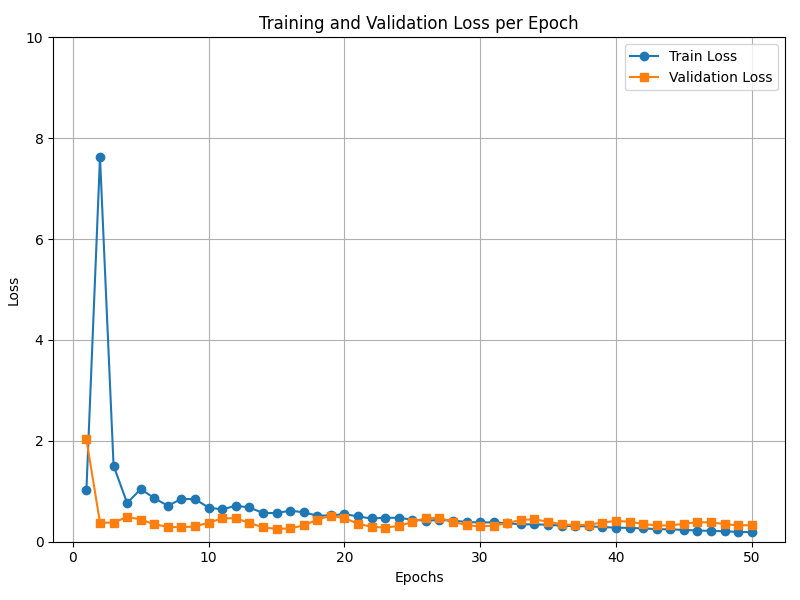 Training and Validation Loss per Epoch
10
8
6
4
2
0
Loss
Train Loss
Validation Loss
0 10 20 30 40 50
Epochs